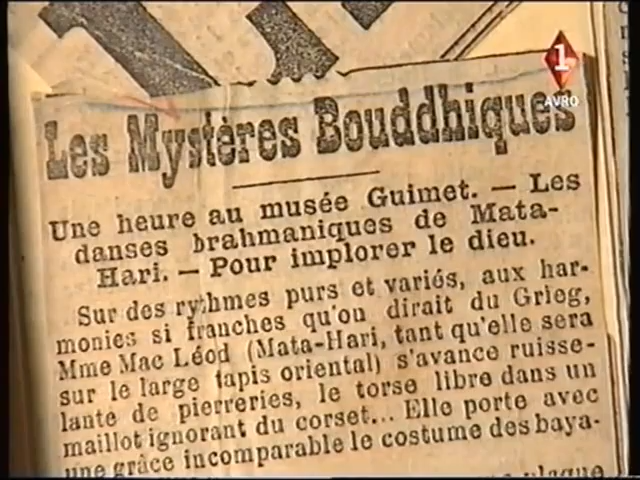 1
AVRO
Les Mystères Bouddhiques
Une heure au musée Guimet. — Les
danses brahmaniques de Mata-
Hari. — Pour implorer le dieu.
Sur des rythmes purs et variés, aux har-
monies si franches qu'ou dirait du Grieg,
Mme Mac Léod (Mata-Hari, tant qu'elle sera
sur le large tapis oriental) s'avance ruisse-
lante de pierreries, le torse libre dans un
maillot ignorant du corset... Elle porte avec
une grâce incomparable le costume des baya-